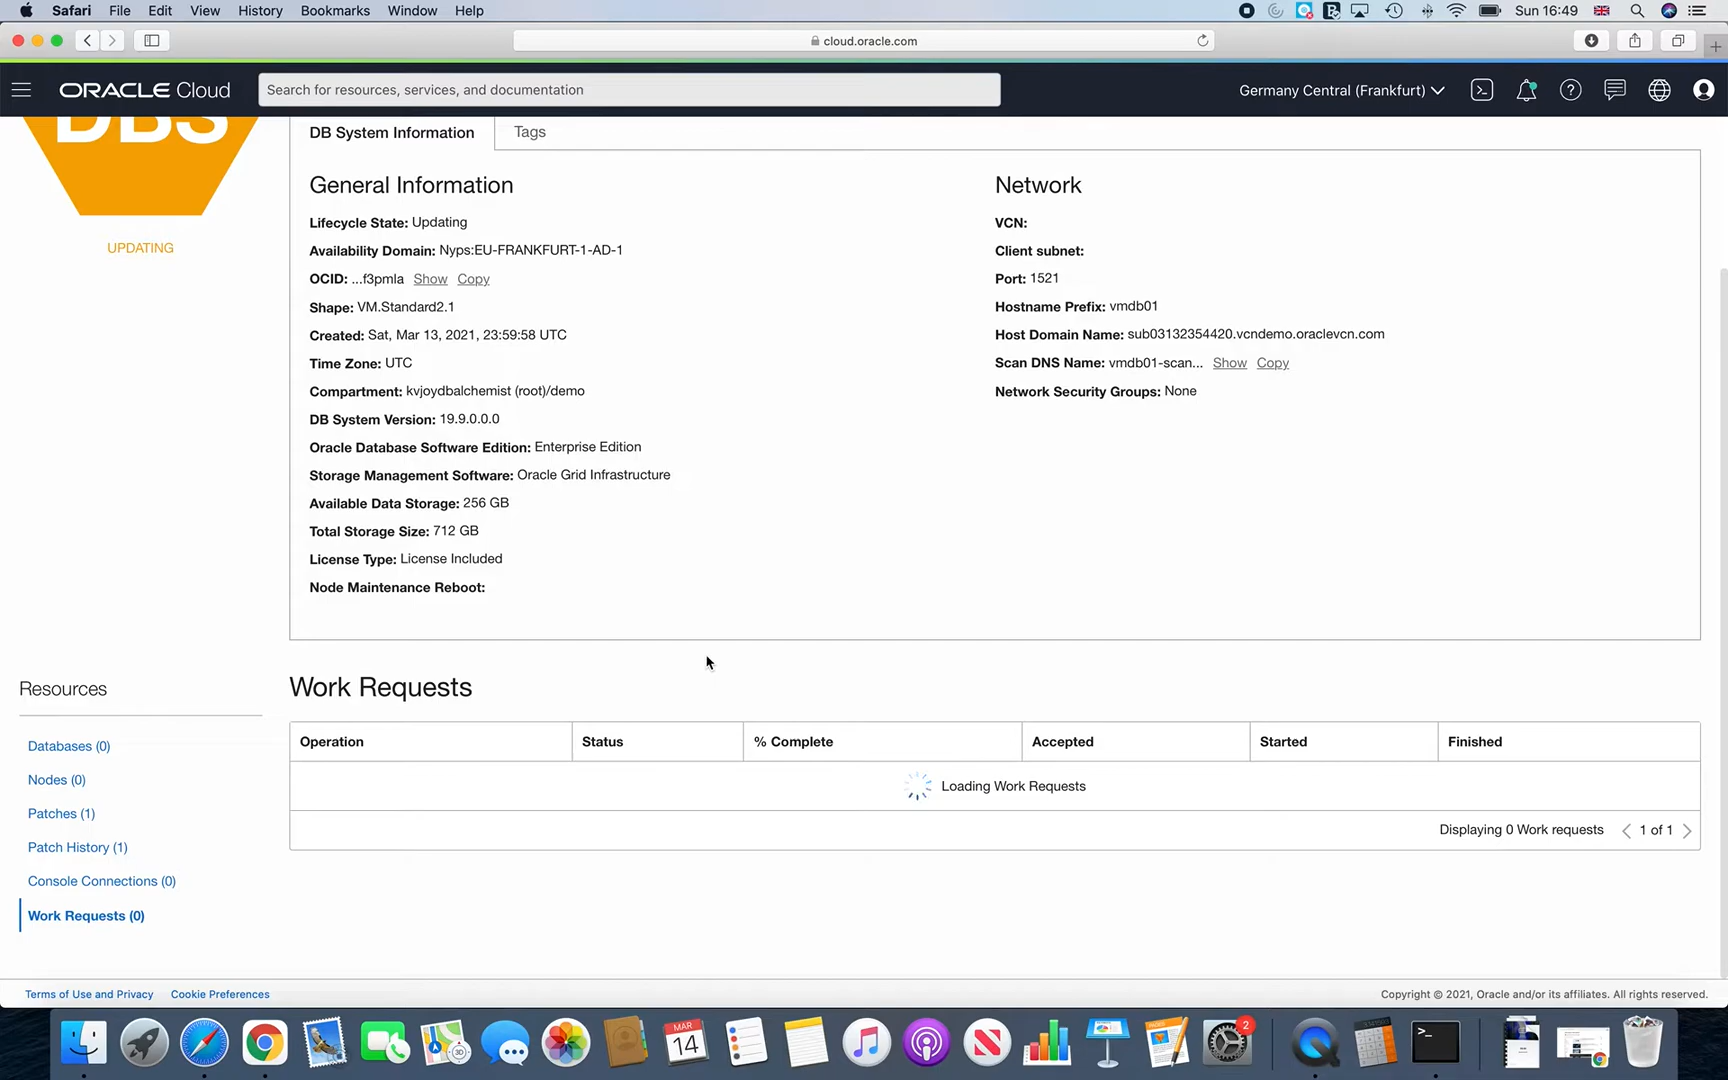 Safari File Edit View History Bookmarks Window Help Sun 16:49
cloud.oracle.com
ORACLE Cloud Search for resources, services, and documentation Germany Central (Frankfurt)
DBS
UPDATING
DB System Information Tags
General Information
Lifecycle State: Updating
Availability Domain: Nyps:EU-FRANKFURT-1-AD-1
OCID: ...f3pmla Show Copy
Shape: VM.Standard2.1
Created: Sat, Mar 13, 2021, 23:59:58 UTC
Time Zone: UTC
Compartment: kvjoydbalchemist (root)/demo
DB System Version: 19.9.0.0.0
Oracle Database Software Edition: Enterprise Edition
Storage Management Software: Oracle Grid Infrastructure
Available Data Storage: 256 GB
Total Storage Size: 712 GB
License Type: License Included
Node Maintenance Reboot:
Network
VCN:
Client subnet:
Port: 1521
Hostname Prefix: vmdb01
Host Domain Name: sub03132354420.vcndemo.oraclevcn.com
Scan DNS Name: vmdb01-scan... Show Copy
Network Security Groups: None
Resources
Databases (0)
Nodes (0)
Patches (1)
Patch History (1)
Console Connections (0)
Work Requests (0)
Work Requests
Operation Status % Complete Accepted Started Finished
Loading Work Requests
Displaying 0 Work requests 1 of 1
Terms of Use and Privacy Cookie Preferences Copyright © 2021, Oracle and/or its affiliates. All rights reserved.
MAR
14
2